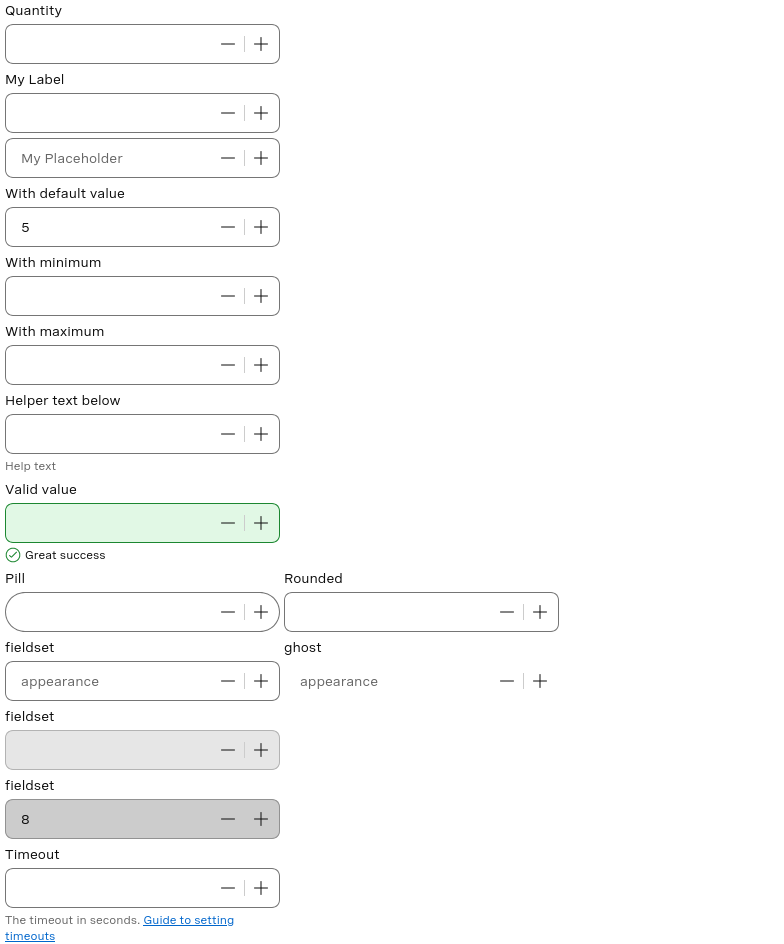 Quantity
My Label
My Placeholder
With default value
5
With minimum
With maximum
Helper text below
Help text
Valid value
Great success
Pill
Rounded
fieldset
ghost
appearance
appearance
fieldset
fieldset
8
Timeout
The timeout in seconds. Guide to setting
timeouts